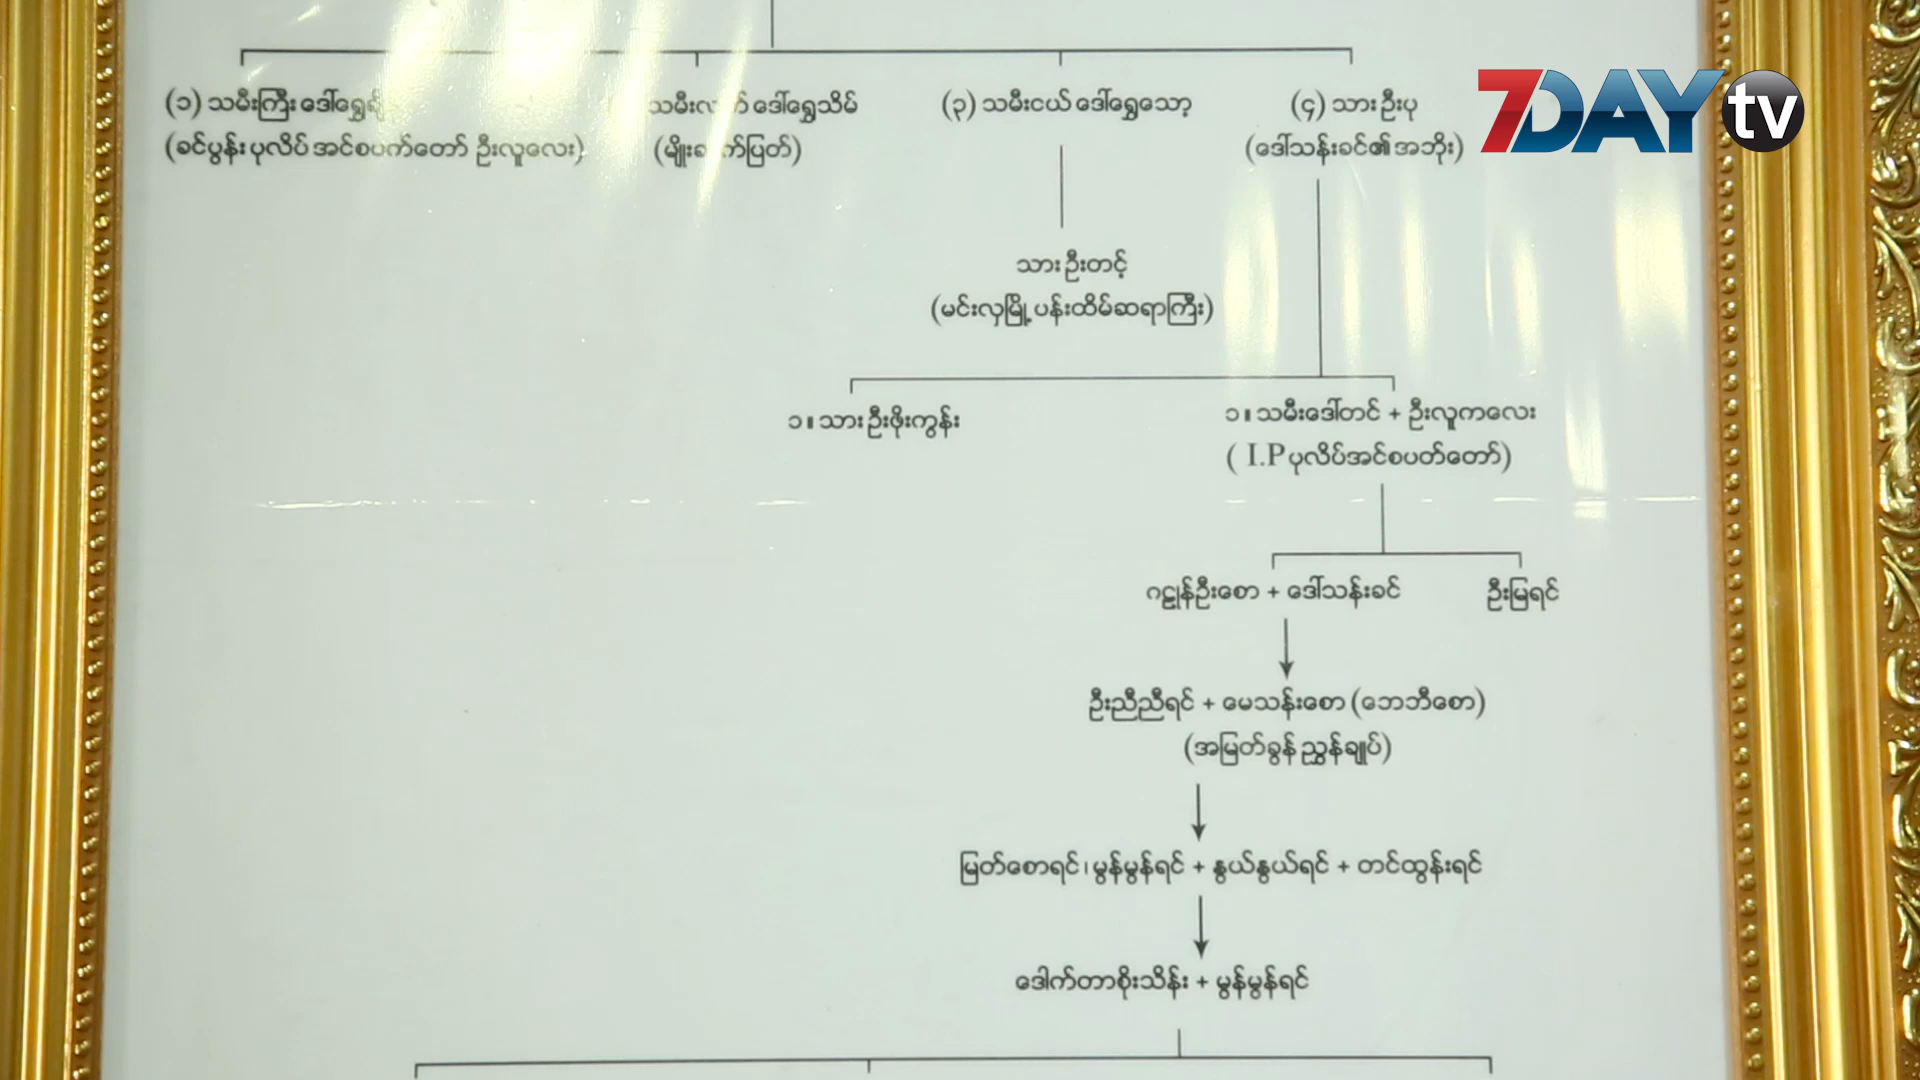 (၁) သမီးကြီး ဒေါ်ရွှေ
(ခင်ပွန်း ပုလိပ် အင်စပက်တော် ဦးလူလေး)
သမီးလတ် ဒေါ်ရွှေသိမ်
(မျိုးဆက်ပြတ်)
(၃) သမီးငယ် ဒေါ်ရွှေသော့
(၄) သား ဦးပု
(ဒေါ်သန်းခင်၏ အဘိုး)
7DAY tv
သား ဦးတင့်
(မင်းလှမြို့ ပန်းထိမ်ဆရာကြီး)
၁။ သား ဦးဖိုးကွန်း
၁။ သမီးဒေါ်တင် + ဦးလူကလေး
( I.P ပုလိပ်အင်စပတ်တော်)
ဂဠုန်ဦးစော + ဒေါ်သန်းခင်
ဦးမြရင်
ဦးညီညီရင် + မေသန်းစော (ဘေဘီစော)
(အမြတ်ခွန် ညွှန်ချုပ်)
မြတ်စောရင်၊ မွန်မွန်ရင် + နွယ်နွယ်ရင် + တင်ထွန်းရင်
ဒေါက်တာစိုးသိန်း + မွန်မွန်ရင်